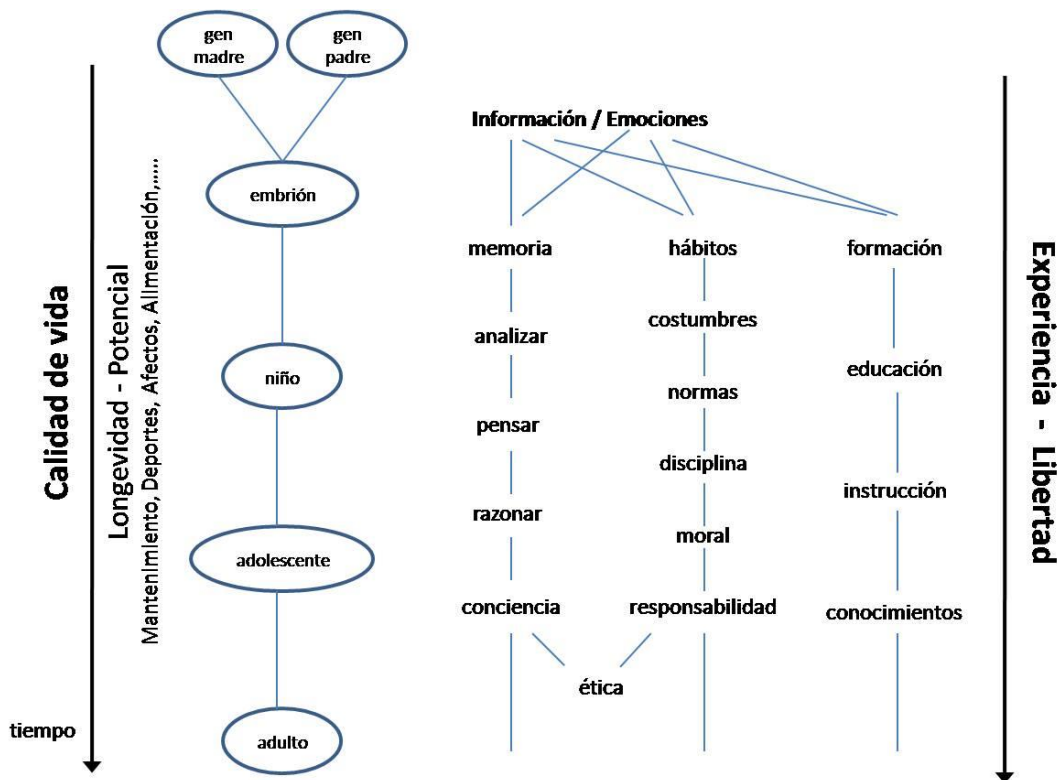 gen
madre
gen
padre
Información / Emociones
embrión
memoria
hábitos
formación
analizar
costumbres
educación
niño
normas
pensar
disciplina
instrucción
razonar
moral
adolescente
conciencia
responsabilidad
conocimientos
ética
adulto
tiempo
Calidad de vida
Longevidad - Potencial
Mantenimiento, Deportes, Afectos, Alimentación,.....
Experiencia - Libertad